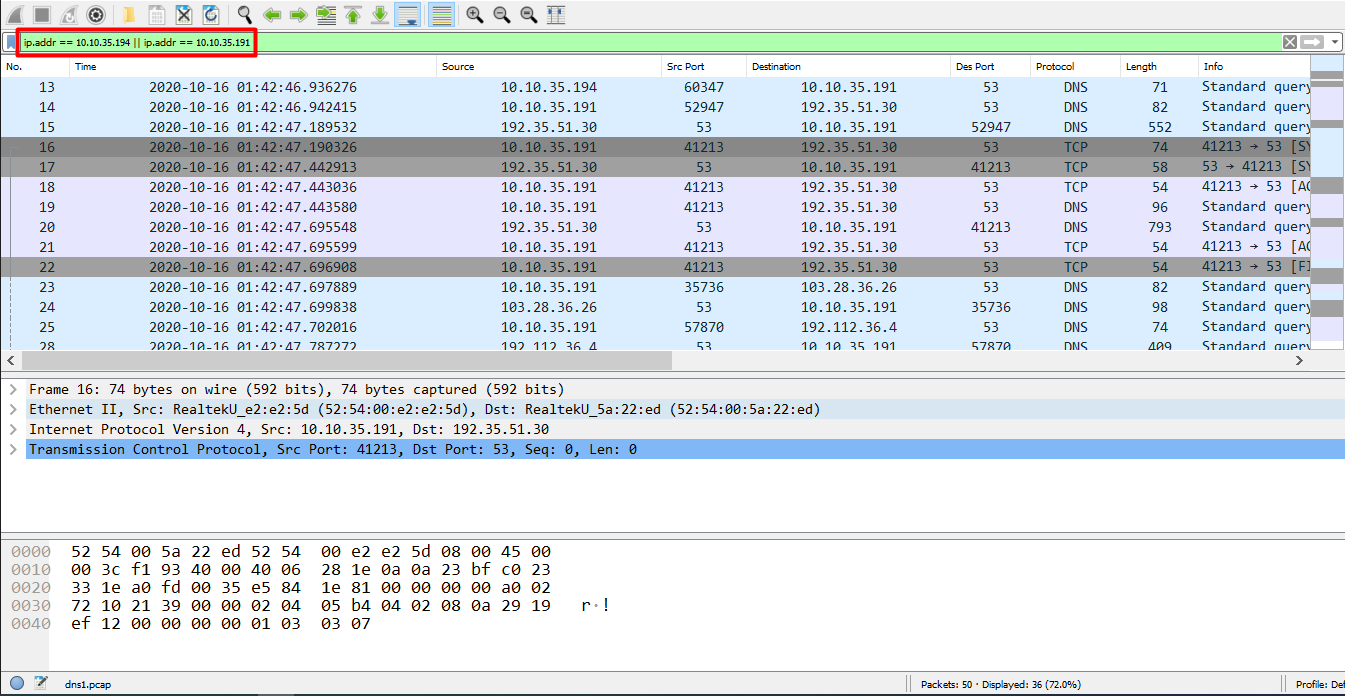 ip.addr == 10.10.35.194 || ip.addr == 10.10.35.191
No. Time Source Src Port Destination Des Port Protocol Length Info
13 2020-10-16 01:42:46.936276 10.10.35.194 60347 10.10.35.191 53 DNS 71 Standard query
14 2020-10-16 01:42:46.942415 10.10.35.191 52947 192.35.51.30 53 DNS 82 Standard query
15 2020-10-16 01:42:47.189532 192.35.51.30 53 10.10.35.191 52947 DNS 552 Standard query
16 2020-10-16 01:42:47.190326 10.10.35.191 41213 192.35.51.30 53 TCP 74 41213 → 53 [SY
17 2020-10-16 01:42:47.442913 192.35.51.30 53 10.10.35.191 41213 TCP 58 53 → 41213 [SY
18 2020-10-16 01:42:47.443036 10.10.35.191 41213 192.35.51.30 53 TCP 54 41213 → 53 [AC
19 2020-10-16 01:42:47.443580 10.10.35.191 41213 192.35.51.30 53 DNS 96 Standard query
20 2020-10-16 01:42:47.695548 192.35.51.30 53 10.10.35.191 41213 DNS 793 Standard query
21 2020-10-16 01:42:47.695599 10.10.35.191 41213 192.35.51.30 53 TCP 54 41213 → 53 [AC
22 2020-10-16 01:42:47.696908 10.10.35.191 41213 192.35.51.30 53 TCP 54 41213 → 53 [FI
23 2020-10-16 01:42:47.697889 10.10.35.191 35736 103.28.36.26 53 DNS 82 Standard query
24 2020-10-16 01:42:47.699838 103.28.36.26 53 10.10.35.191 35736 DNS 98 Standard query
25 2020-10-16 01:42:47.702016 10.10.35.191 57870 192.112.36.4 53 DNS 74 Standard query
28 2020-10-16 01:42:47.787272 192.112.36.4 53 10.10.35.191 57870 DNS 409 Standard query
Frame 16: 74 bytes on wire (592 bits), 74 bytes captured (592 bits)
Ethernet II, Src: RealtekU_e2:e2:5d (52:54:00:e2:e2:5d), Dst: RealtekU_5a:22:ed (52:54:00:5a:22:ed)
Internet Protocol Version 4, Src: 10.10.35.191, Dst: 192.35.51.30
Transmission Control Protocol, Src Port: 41213, Dst Port: 53, Seq: 0, Len: 0
0000 52 54 00 5a 22 ed 52 54 00 e2 e2 5d 08 00 45 00
0010 00 3c f1 93 40 00 40 06 28 1e 0a 0a 23 bf c0 23
0020 33 1e a0 fd 00 35 e5 84 1e 81 00 00 00 00 a0 02
0030 72 10 21 39 00 00 02 04 05 b4 04 02 08 0a 29 19 r·!
0040 ef 12 00 00 00 00 01 03 03 07
dns1.pcap Packets: 50 · Displayed: 36 (72.0%) Profile: Def